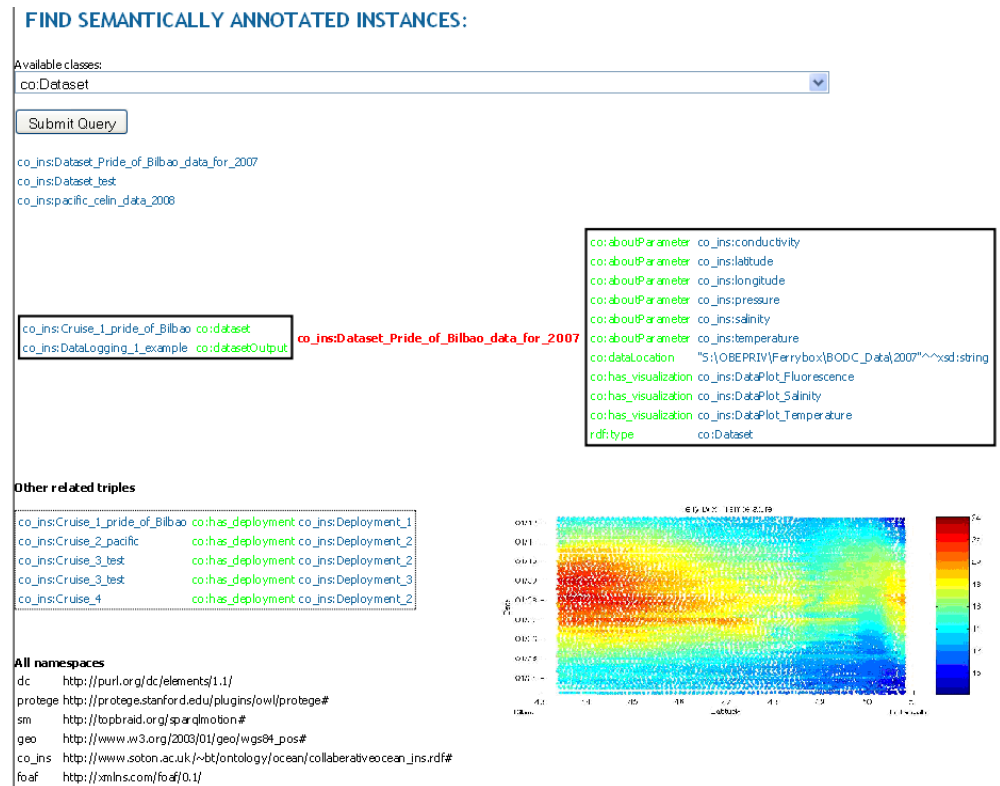 FIND SEMANTICALLY ANNOTATED INSTANCES:
Available classes:
co:Dataset
Submit Query
co_ins:Dataset_Pride_of_Bilbao_data_for_2007
co_ins:Dataset_test
co_ins:pacific_celin_data_2008
co_ins:Cruise_1_pride_of_Bilbao co:dataset
co_ins:DataLogging_1_example co:datasetOutput
co_ins:Dataset_Pride_of_Bilbao_data_for_2007
co:aboutParameter co_ins:conductivity
co:aboutParameter co_ins:latitude
co:aboutParameter co_ins:longitude
co:aboutParameter co_ins:pressure
co:aboutParameter co_ins:salinity
co:aboutParameter co_ins:temperature
co:dataLocation "S:\OBEPRIV\Ferrybox\BODC_Data\2007"^^xsd:string
co:has_visualization co_ins:DataPlot_Fluorescence
co:has_visualization co_ins:DataPlot_Salinity
co:has_visualization co_ins:DataPlot_Temperature
rdf:type co:Dataset
Other related triples
co_ins:Cruise_1_pride_of_Bilbao co:has_deployment co_ins:Deployment_1
co_ins:Cruise_2_pacific co:has_deployment co_ins:Deployment_2
co_ins:Cruise_3_test co:has_deployment co_ins:Deployment_2
co_ins:Cruise_3_test co:has_deployment co_ins:Deployment_3
co_ins:Cruise_4 co:has_deployment co_ins:Deployment_2
All namespaces
dc http://purl.org/dc/elements/1.1/
protege http://protege.stanford.edu/plugins/owl/protege#
sm http://topbraid.org/sparqlmotion#
geo http://www.w3.org/2003/01/geo/wgs84_pos#
co_ins http://www.soton.ac.uk/~bt/ontology/ocean/collaberativeocean_ins.rdf#
foaf http://xmlns.com/foaf/0.1/